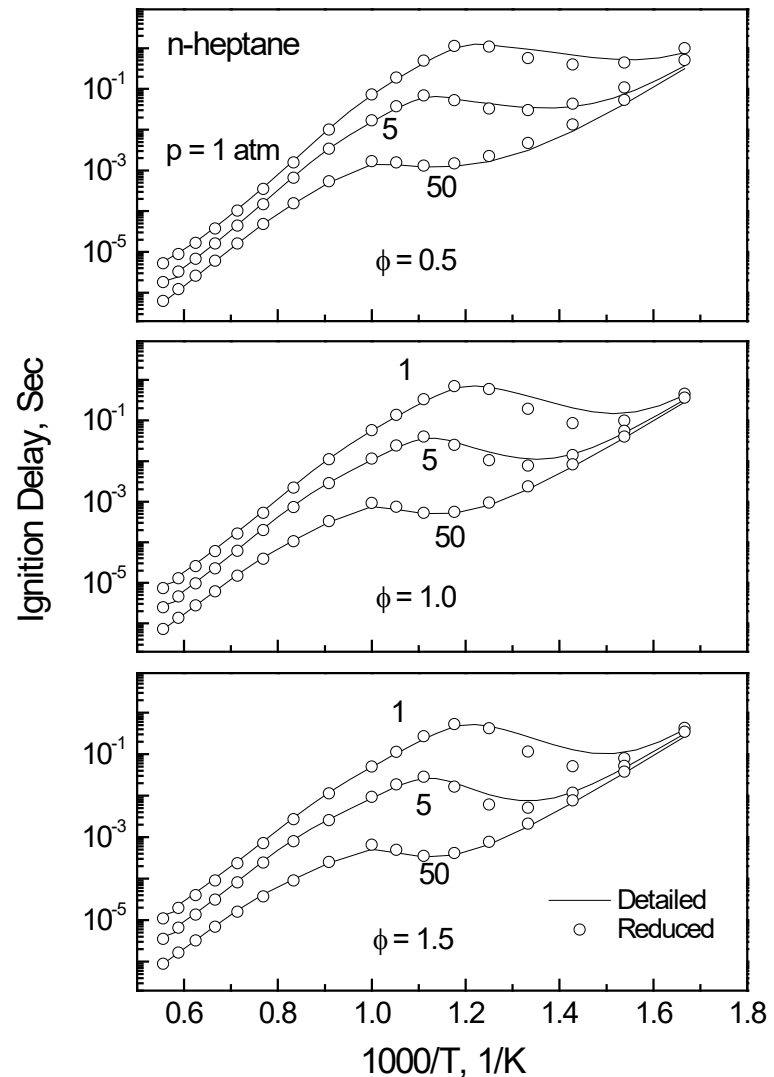 n-heptane
10⁻¹
5
p = 1 atm
10⁻³
50
10⁻⁵
ϕ = 0.5
1
10⁻¹
5
10⁻³
50
10⁻⁵
ϕ = 1.0
Ignition Delay, Sec
1
10⁻¹
5
10⁻³
50
Detailed
Reduced
10⁻⁵
ϕ = 1.5
0.6 0.8 1.0 1.2 1.4 1.6 1.8
1000/T, 1/K